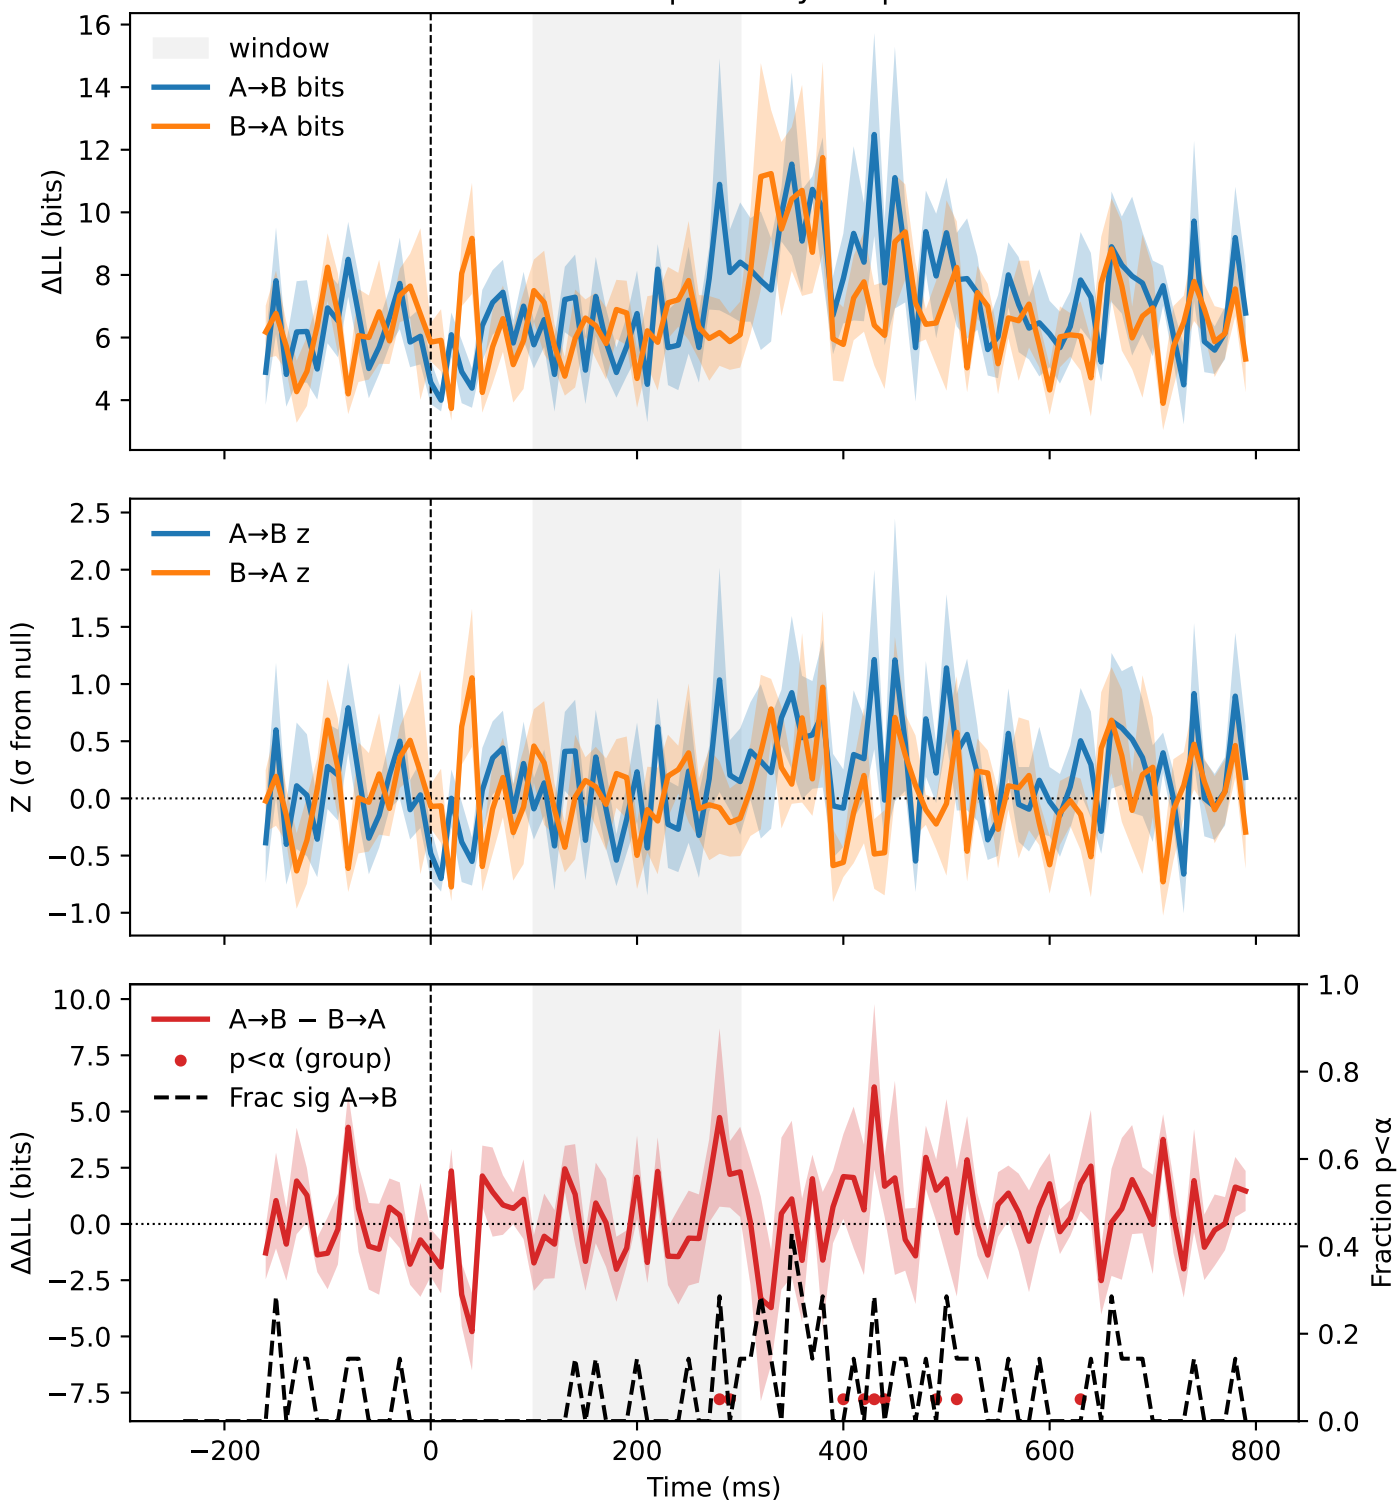 16
14
12
10
8
6
4
ΔLL (bits)
window
A→B bits
B→A bits
2.5
2.0
1.5
1.0
0.5
0.0
−0.5
−1.0
Z (σ from null)
A→B z
B→A z
10.0
7.5
5.0
2.5
0.0
−2.5
−5.0
−7.5
ΔΔLL (bits)
A→B − B→A
p<α (group)
Frac sig A→B
1.0
0.8
0.6
0.4
0.2
0.0
Fraction p<α
−200
0
200
400
600
800
Time (ms)